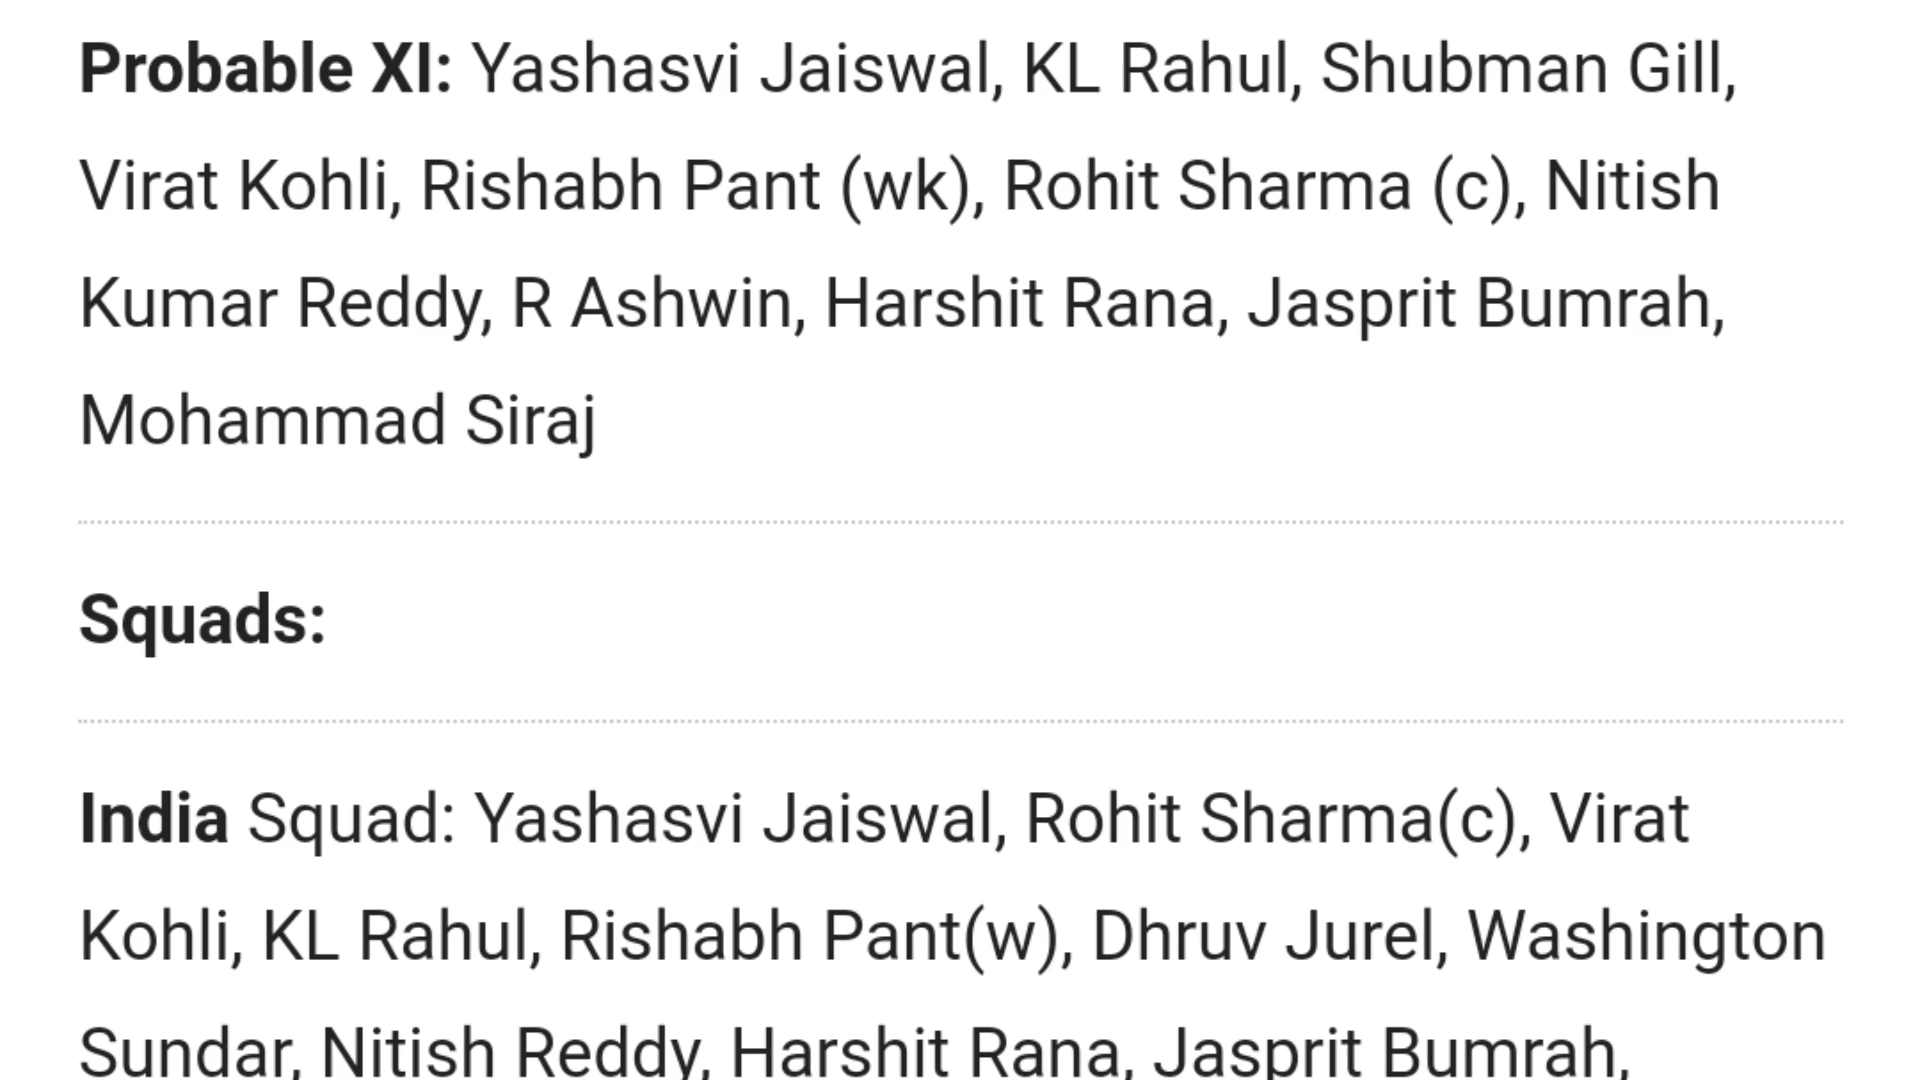 Probable XI: Yashasvi Jaiswal, KL Rahul, Shubman Gill,
Virat Kohli, Rishabh Pant (wk), Rohit Sharma (c), Nitish
Kumar Reddy, R Ashwin, Harshit Rana, Jasprit Bumrah,
Mohammad Siraj
Squads:
India Squad: Yashasvi Jaiswal, Rohit Sharma(c), Virat
Kohli, KL Rahul, Rishabh Pant(w), Dhruv Jurel, Washington
Sundar, Nitish Reddy, Harshit Rana, Jasprit Bumrah,